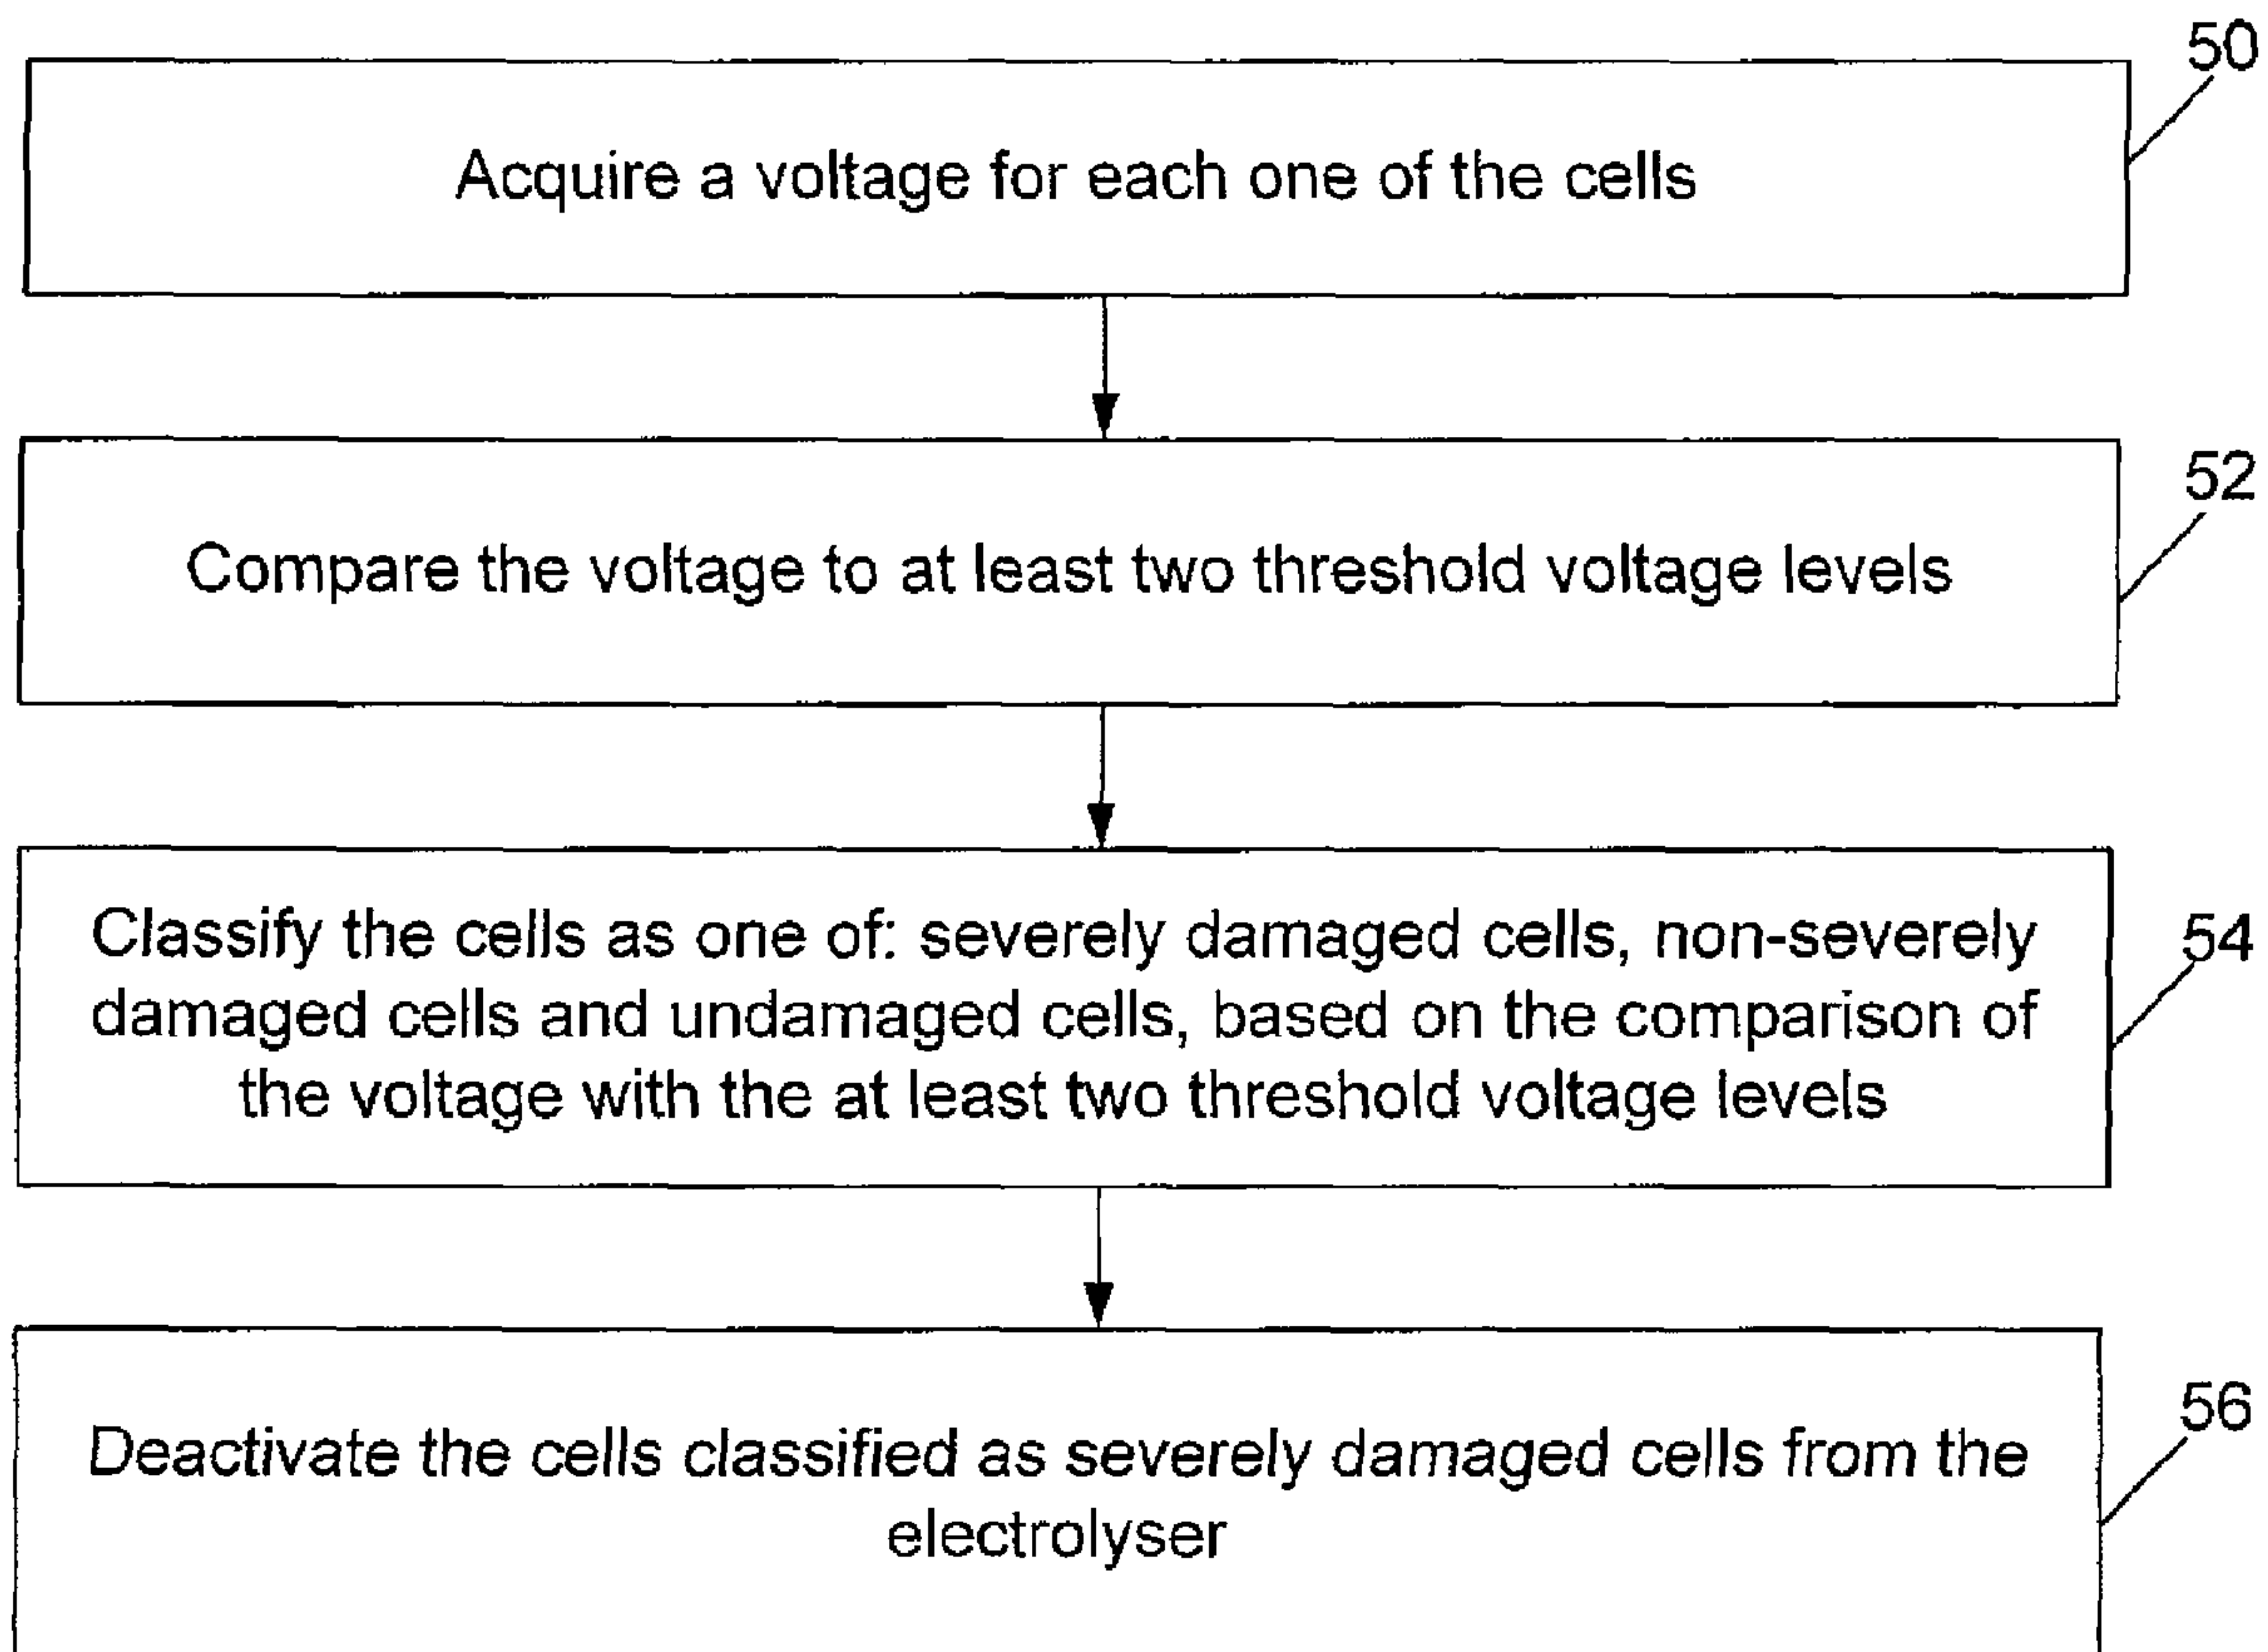 50
Acquire a voltage for each one of the cells
52
Compare the voltage to at least two threshold voltage levels
Classify the cells as one of: severely damaged cells, non-severely
54
damaged cells and undamaged cells, based on the comparison of
the voltage with the at least two threshold voltage levels
56
Deactivate the cells classified as severely damaged cells from the
electrolyser